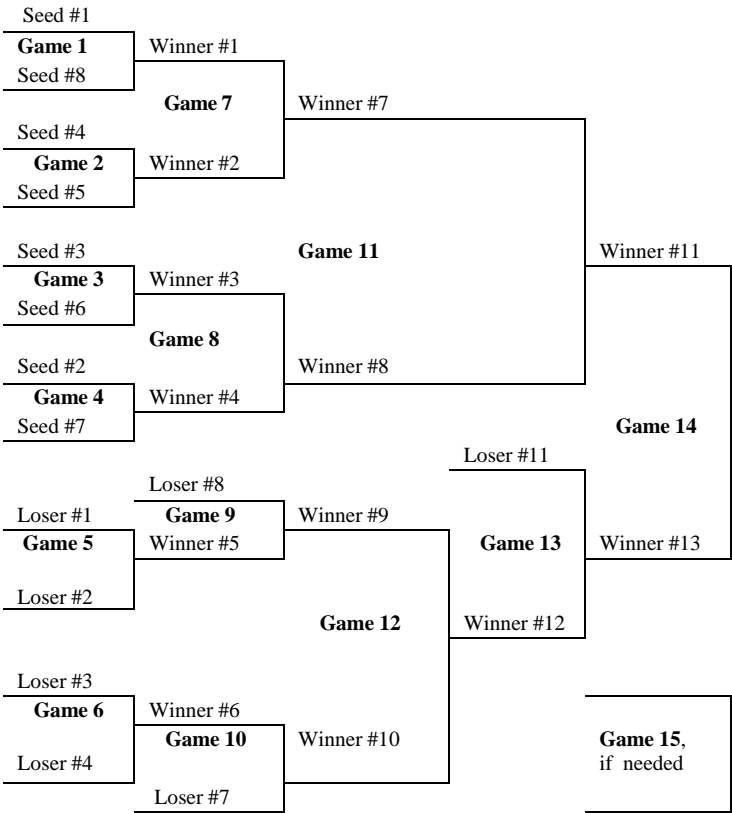 Seed #1
Game 1
Winner #1
Seed #8
Game 7
Winner #7
Seed #4
Game 2
Winner #2
Seed #5
Seed #3
Game 11
Winner #11
Game 3
Winner #3
Seed #6
Game 8
Seed #2
Winner #8
Game 4
Winner #4
Seed #7
Game 14
Loser #11
Loser #8
Loser #1
Game 9
Winner #9
Game 5
Winner #5
Game 13
Winner #13
Loser #2
Game 12
Winner #12
Loser #3
Game 6
Winner #6
Game 10
Winner #10
Game 15,
if needed
Loser #4
Loser #7